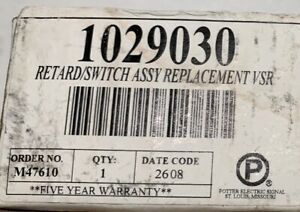 1029030
RETARD/SWITCH ASSY REPLACEMENT VSR
ORDER NO. QTY: DATE CODE
M47610 1 2608
**FIVE YEAR WARRANTY**
P
POTTER ELECTRIC SIGNAL
ST. LOUIS, MISSOURI